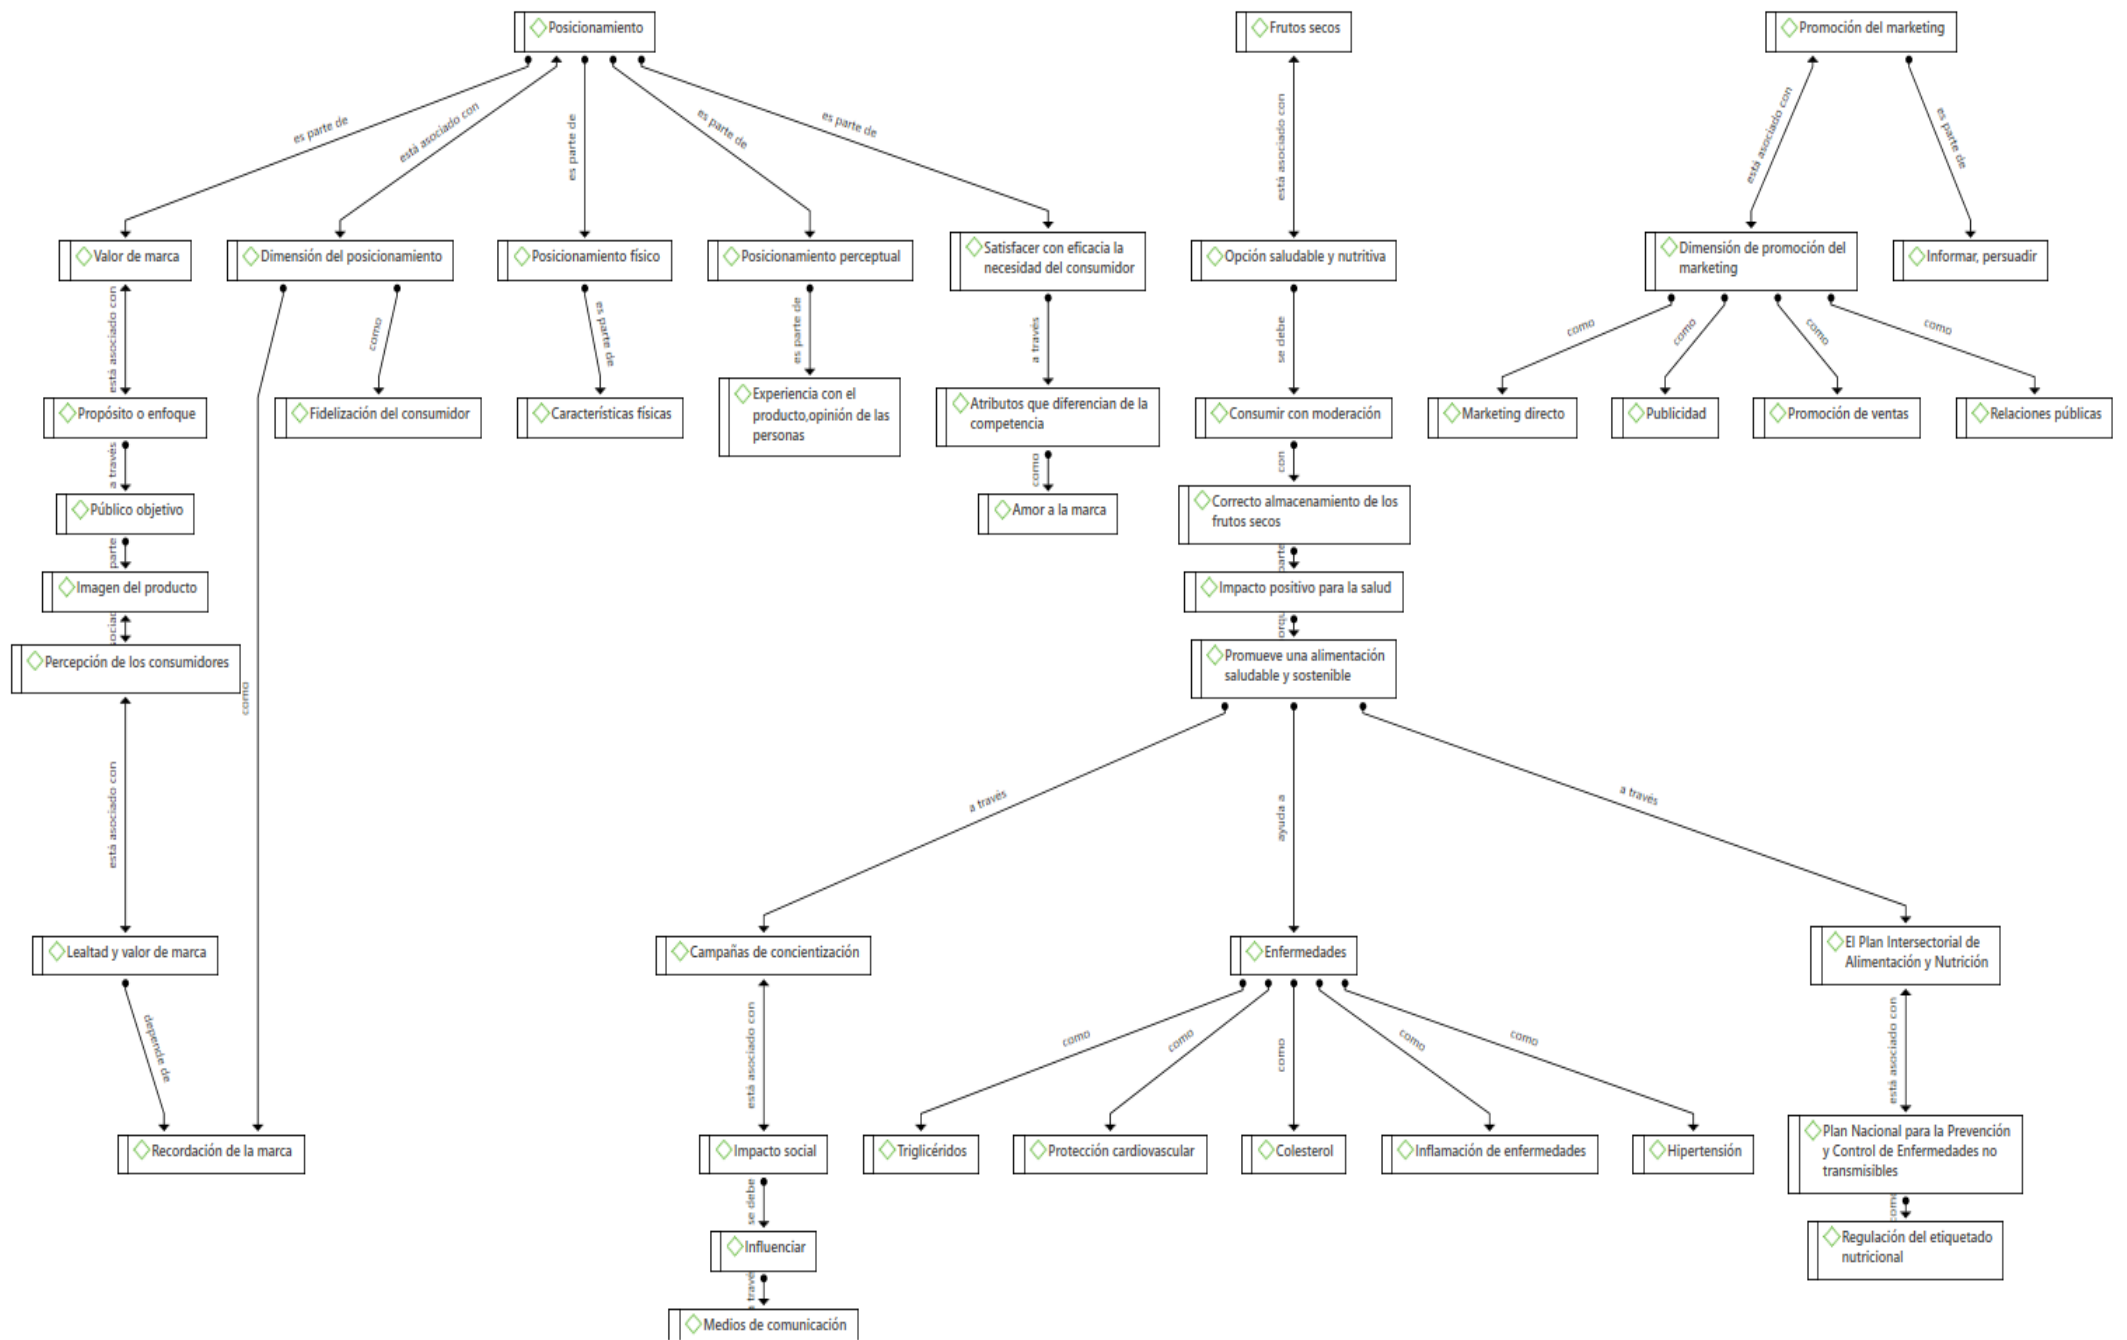 Posicionamiento
Frutos secos
Promoción del marketing
es parte de
está asociado con
es parte de
es parte de
es parte de
está asociado con
está asociado con
es parte de
Valor de marca
Dimensión del posicionamiento
Posicionamiento físico
Posicionamiento perceptual
Satisfacer con eficacia la
necesidad del consumidor
Opción saludable y nutritiva
Dimensión de promoción del
marketing
Informar, persuadir
está asociado con
como
es parte de
es parte de
a través
se debe
como
como
como
como
Propósito o enfoque
Fidelización del consumidor
Características físicas
Experiencia con el
producto,opinión de las
personas
Atributos que diferencian de la
competencia
Consumir con moderación
Marketing directo
Publicidad
Promoción de ventas
Relaciones públicas
a través
como
con
Público objetivo
Amor a la marca
Correcto almacenamiento de los
frutos secos
parte
parte
Imagen del producto
Impacto positivo para la salud
Percepción de los consumidores
Promueve una alimentación
saludable y sostenible
como
está asociado con
a través
ayuda a
a través
Lealtad y valor de marca
Campañas de concientización
Enfermedades
El Plan Intersectorial de
Alimentación y Nutrición
depende de
está asociado con
como
como
como
como
como
está asociado con
Recordación de la marca
Impacto social
Triglicéridos
Protección cardiovascular
Colesterol
Inflamación de enfermedades
Hipertensión
Plan Nacional para la Prevención
y Control de Enfermedades no
transmisibles
se debe
como
Influenciar
Regulación del etiquetado
nutricional
Medios de comunicación